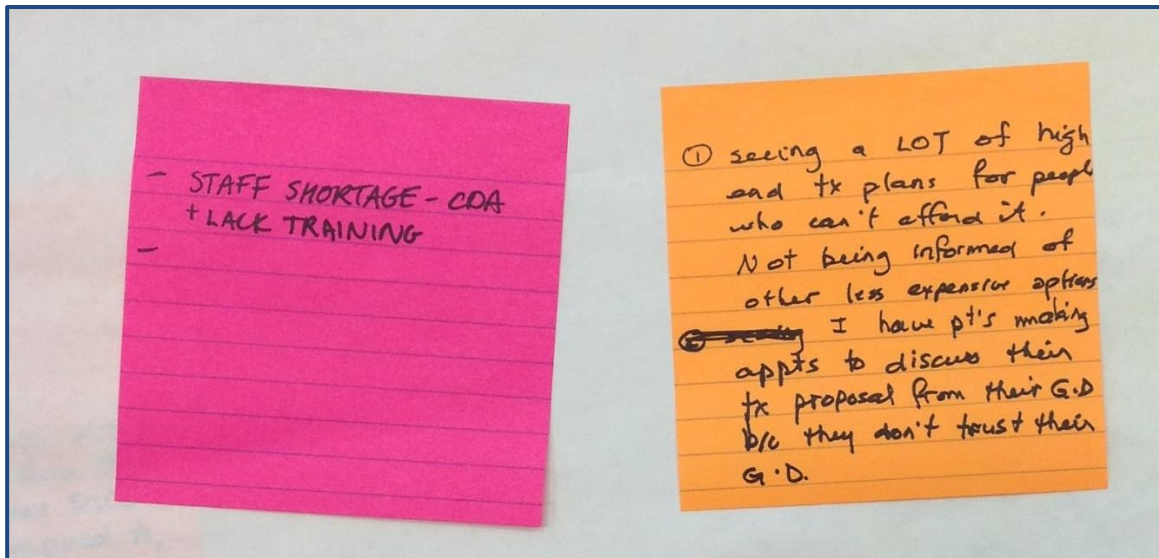 - STAFF SHORTAGE - CDA
+ LACK TRAINING
-
① seeing a LOT of high
end tx plans for peopl
who can't afford it.
Not being informed of
other less expensive options
② I have pt's making
appts to discuss their
tx proposal from their G.D
b/c they don't trust their
G.D.